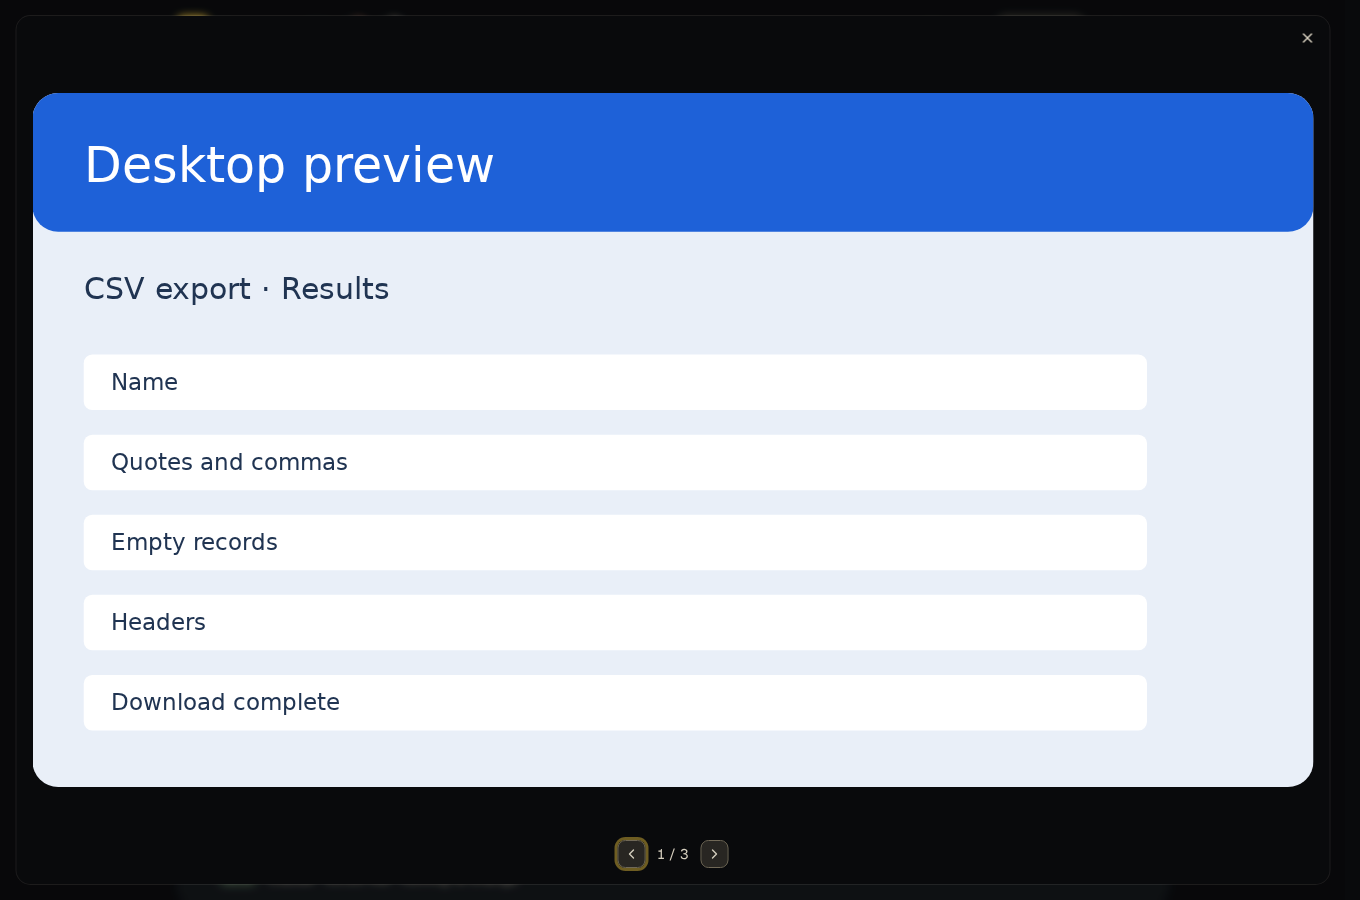 Desktop preview
CSV export · Results
Name
Quotes and commas
Empty records
Headers
Download complete
1 / 3